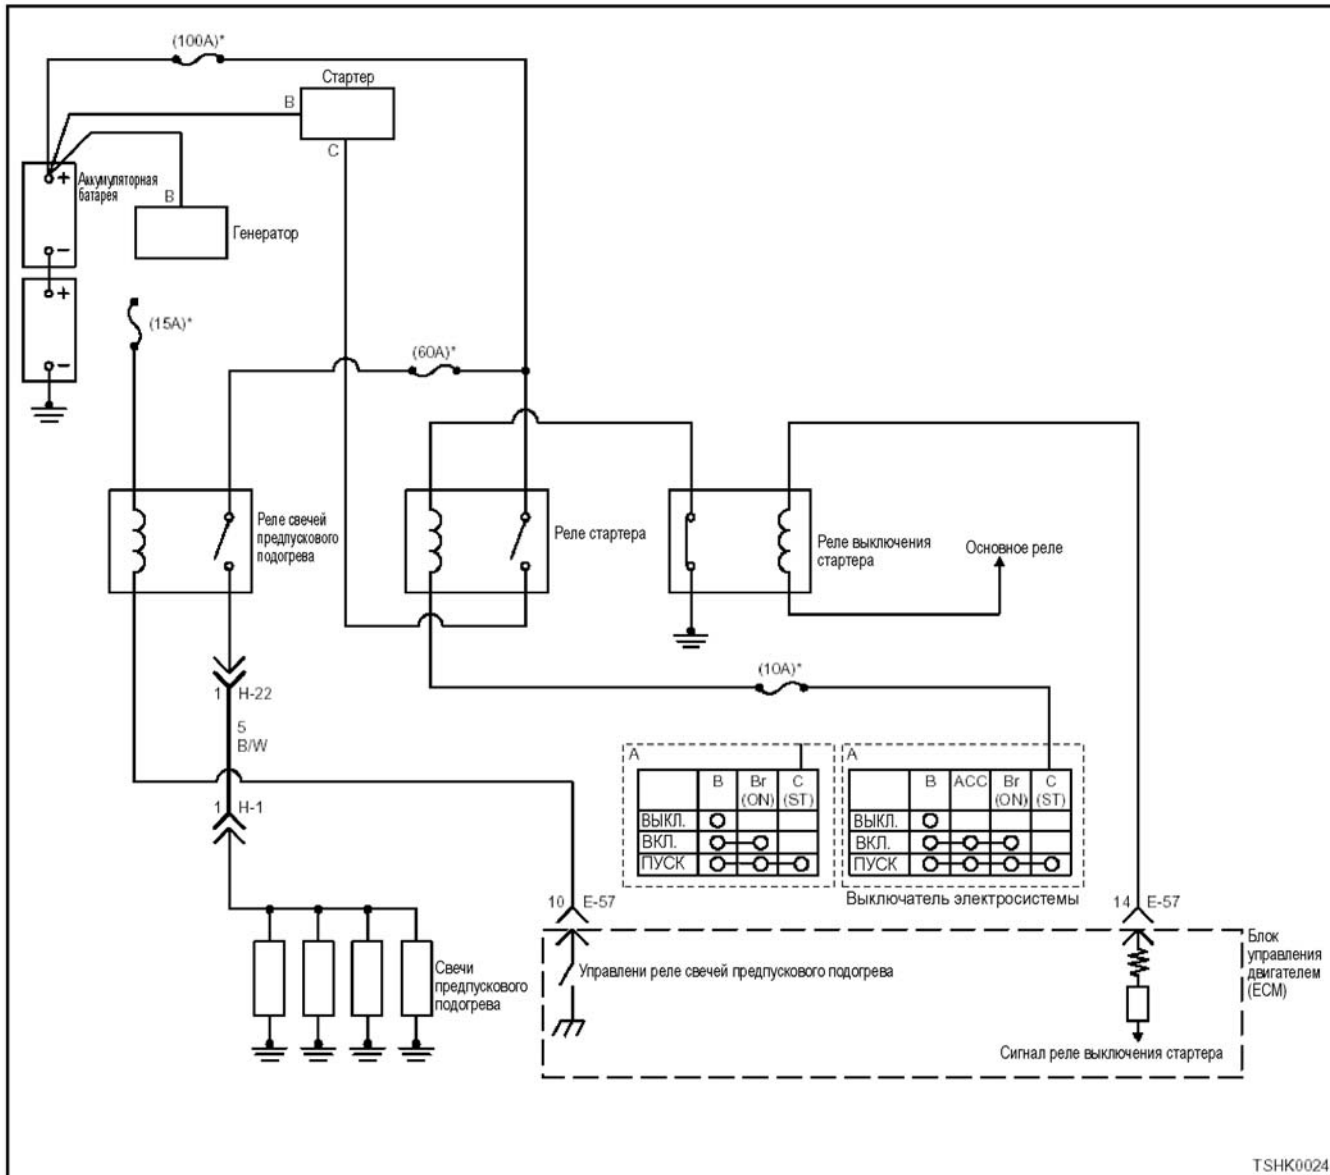 (100A)*
Стартер
B
C
+
Аккумуляторная
батарея
B
Генератор
−
+
(15A)*
−
(60A)*
Реле свечей
предпускового
подогрева
Реле стартера
Реле выключения
стартера
Основное реле
(10A)*
1 H-22
5
B/W
1 H-1
A
B Br (ON) C (ST)
ВЫКЛ.
ВКЛ.
ПУСК
A
B ACC Br (ON) C (ST)
ВЫКЛ.
ВКЛ.
ПУСК
Выключатель электросистемы
10 E-57
14 E-57
Блок
управления
двигателем
(ECM)
Свечи
предпускового
подогрева
Управлени реле свечей предпускового подогрева
Сигнал реле выключения стартера
TSHK0024